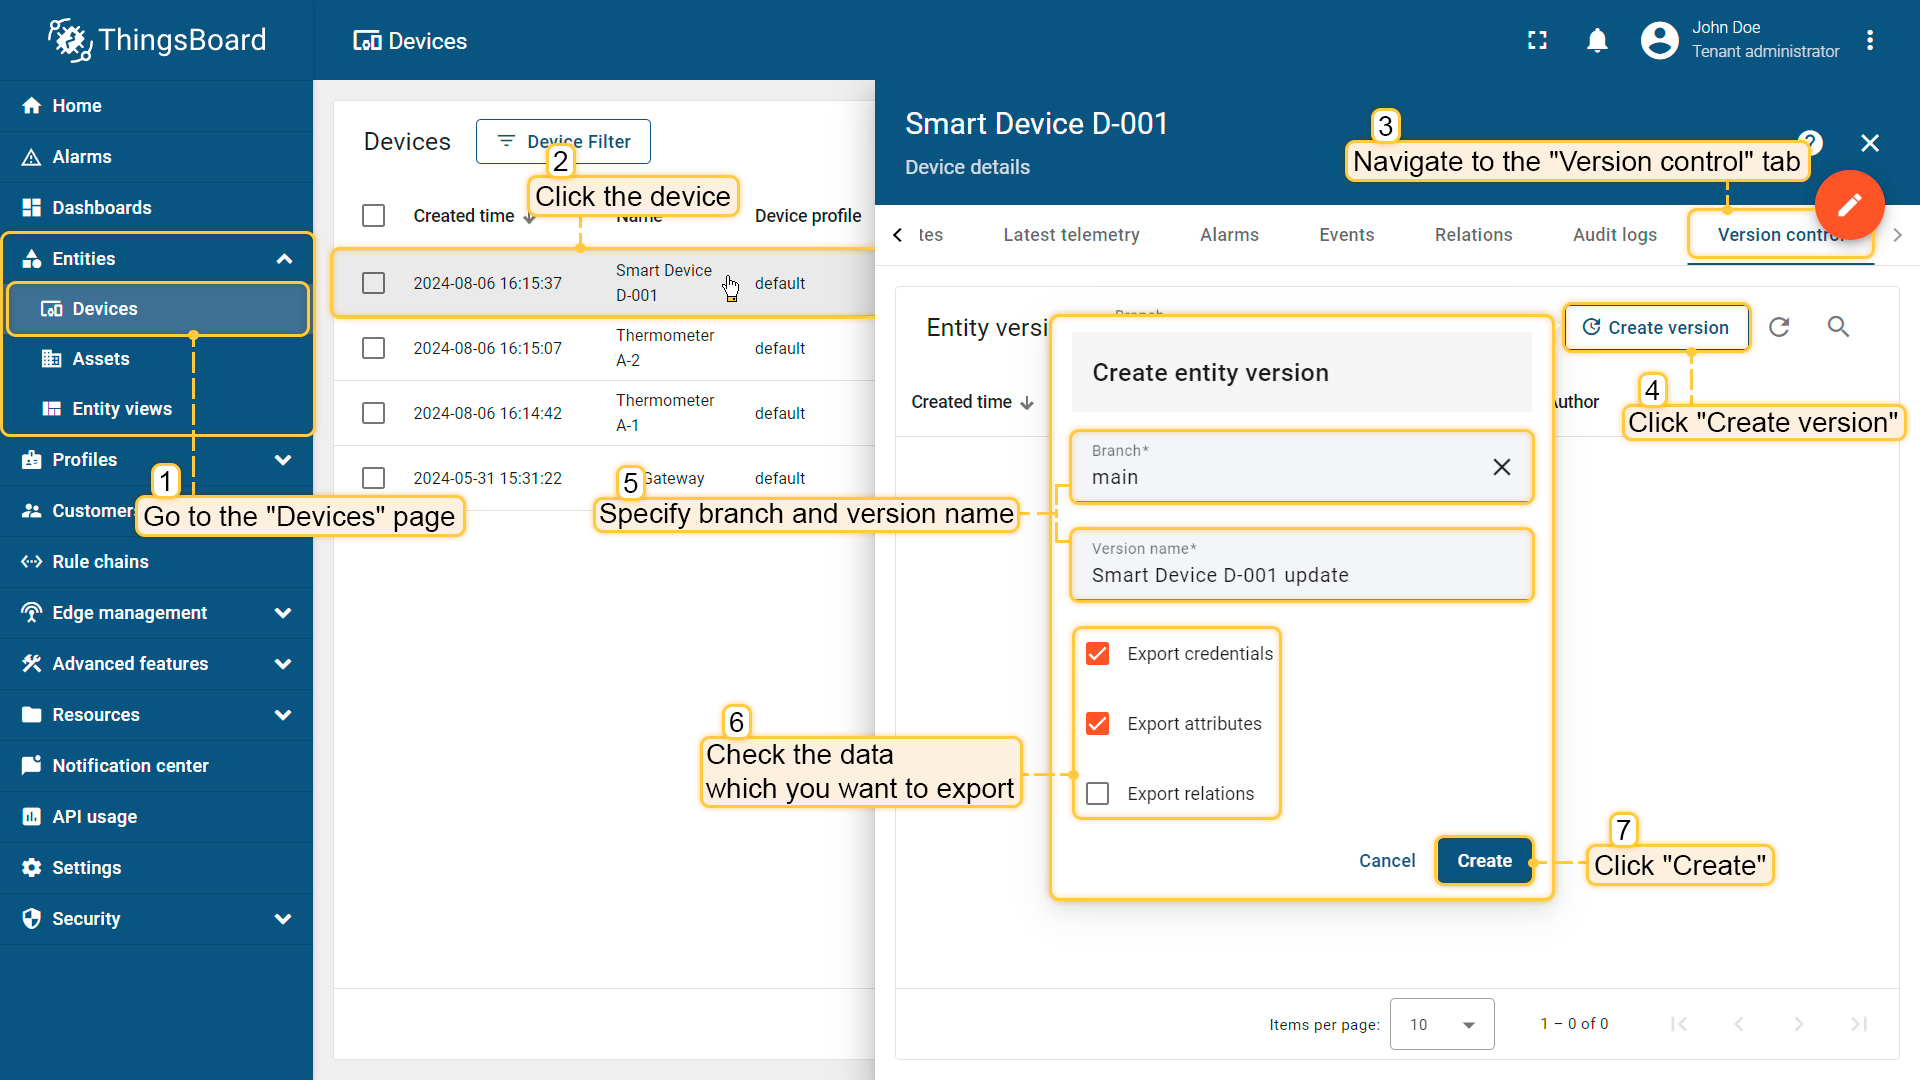 ThingsBoard
Devices
John Doe
Tenant administrator
Home
Alarms
Dashboards
Entities
Devices
Assets
Entity views
Profiles
Customers
Rule chains
Edge management
Advanced features
Resources
Notification center
API usage
Settings
Security
1
Go to the "Devices" page
Devices
Device Filter
2
Click the device
Created time
Name
Device profile
2024-08-06 16:15:37
Smart Device
D-001
default
2024-08-06 16:15:07
Thermometer
A-2
default
2024-08-06 16:14:42
Thermometer
A-1
default
2024-05-31 15:31:22
Gateway
default
Smart Device D-001
Device details
?
3
Navigate to the "Version control" tab
tes
Latest telemetry
Alarms
Events
Relations
Audit logs
Version control
Entity versi
Branch
Create version
4
Click "Create version"
Created time
Author
Create entity version
5
Specify branch and version name
Branch*
main
Version name*
Smart Device D-001 update
6
Check the data
which you want to export
Export credentials
Export attributes
Export relations
Cancel
Create
7
Click "Create"
Items per page:
10
1 – 0 of 0